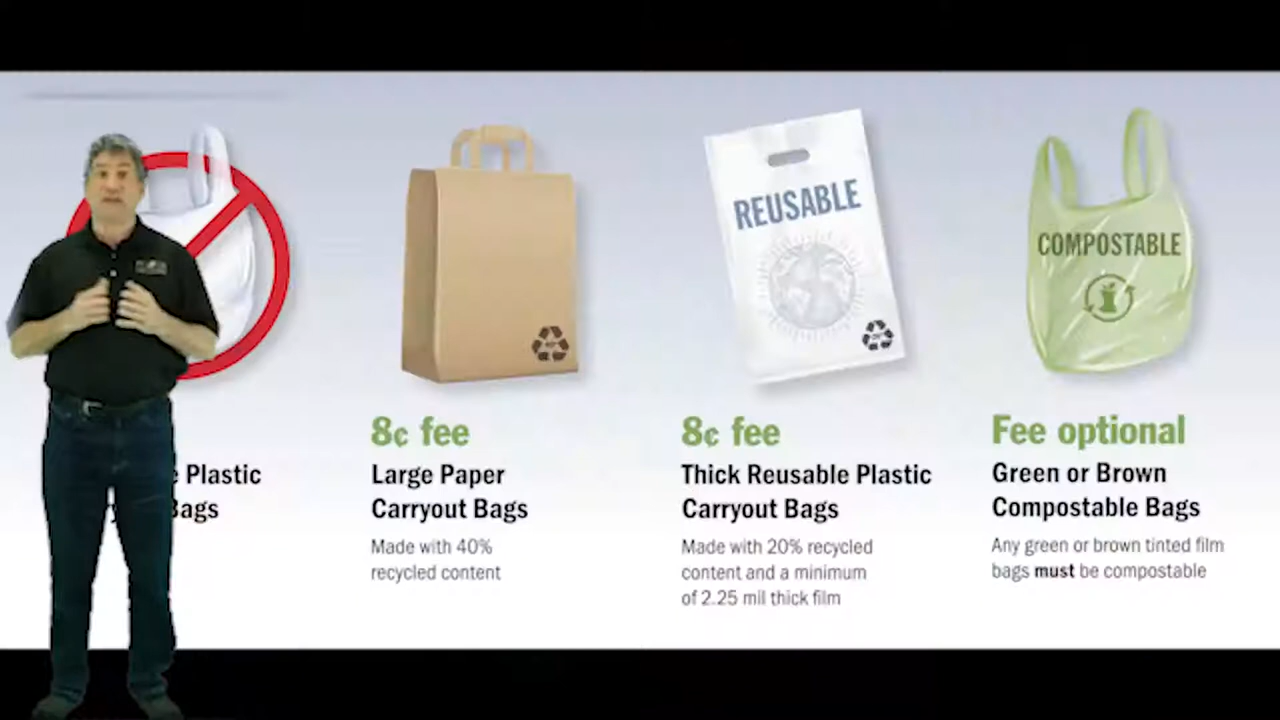 REUSABLE
COMPOSTABLE
8¢ fee
Large Paper
Carryout Bags
Made with 40%
recycled content
8¢ fee
Thick Reusable Plastic
Carryout Bags
Made with 20% recycled
content and a minimum
of 2.25 mil thick film
Fee optional
Green or Brown
Compostable Bags
Any green or brown tinted film
bags must be compostable
Plastic
Bags